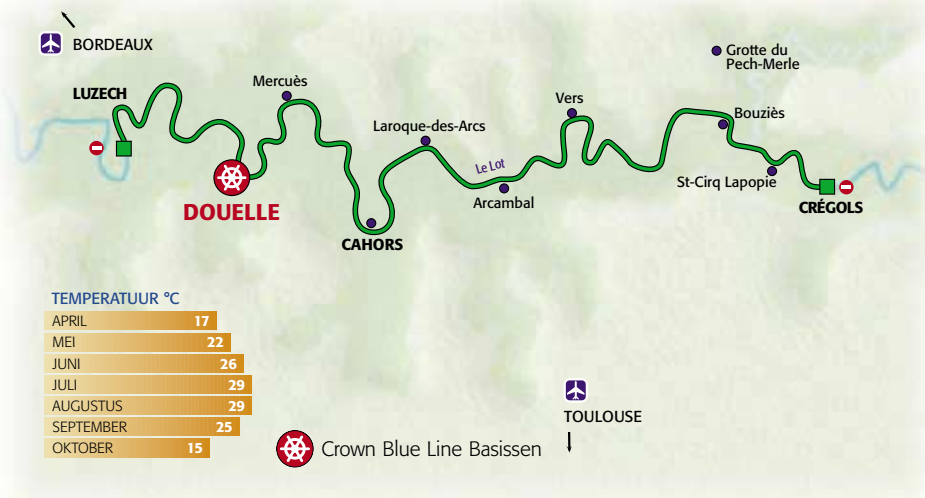 BORDEAUX
Grotte du
Pech-Merle
Mercuès
LUZECH
Vers
Bouziès
Laroque-des-Arcs
Le Lot
St-Cirq Lapopie
Arcambal
CRÉGOLS
DOUELLE
CAHORS
TEMPERATUUR °C
APRIL 17
MEI 22
JUNI 26
JULI 29
AUGUSTUS 29
SEPTEMBER 25
OKTOBER 15
TOULOUSE
Crown Blue Line Basissen